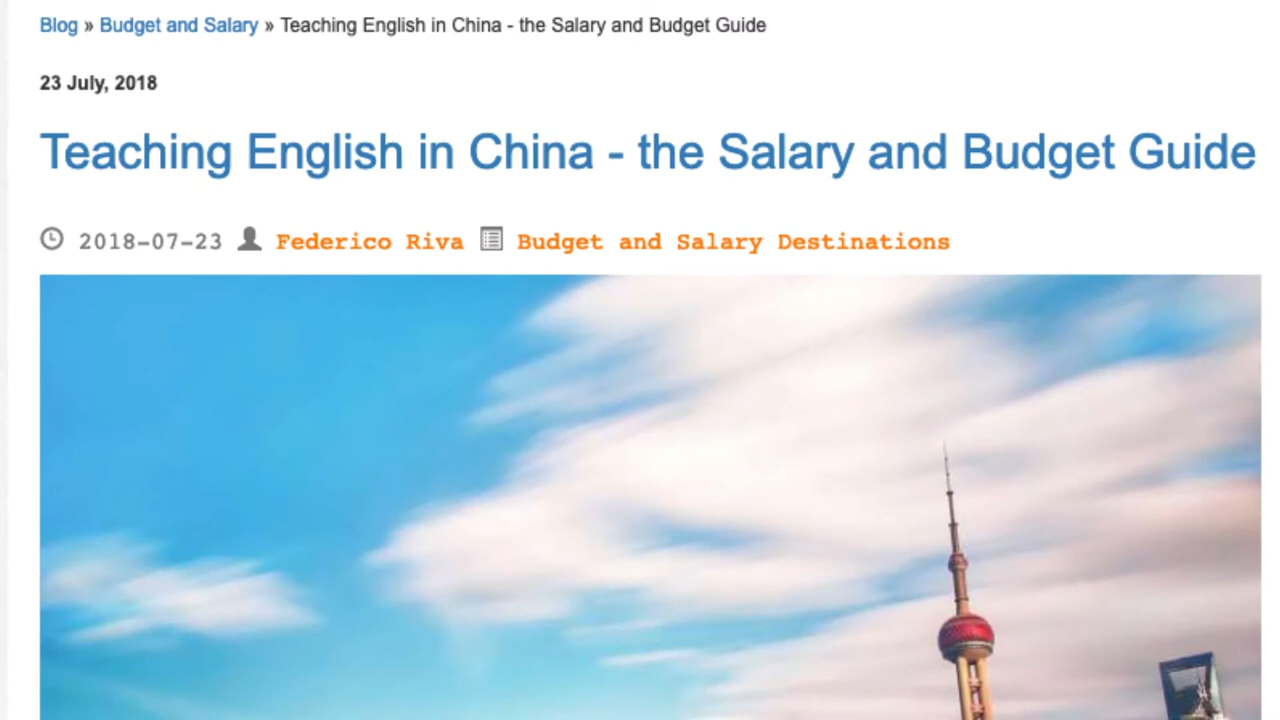 Blog » Budget and Salary » Teaching English in China - the Salary and Budget Guide
23 July, 2018
Teaching English in China - the Salary and Budget Guide
2018-07-23 Federico Riva Budget and Salary Destinations